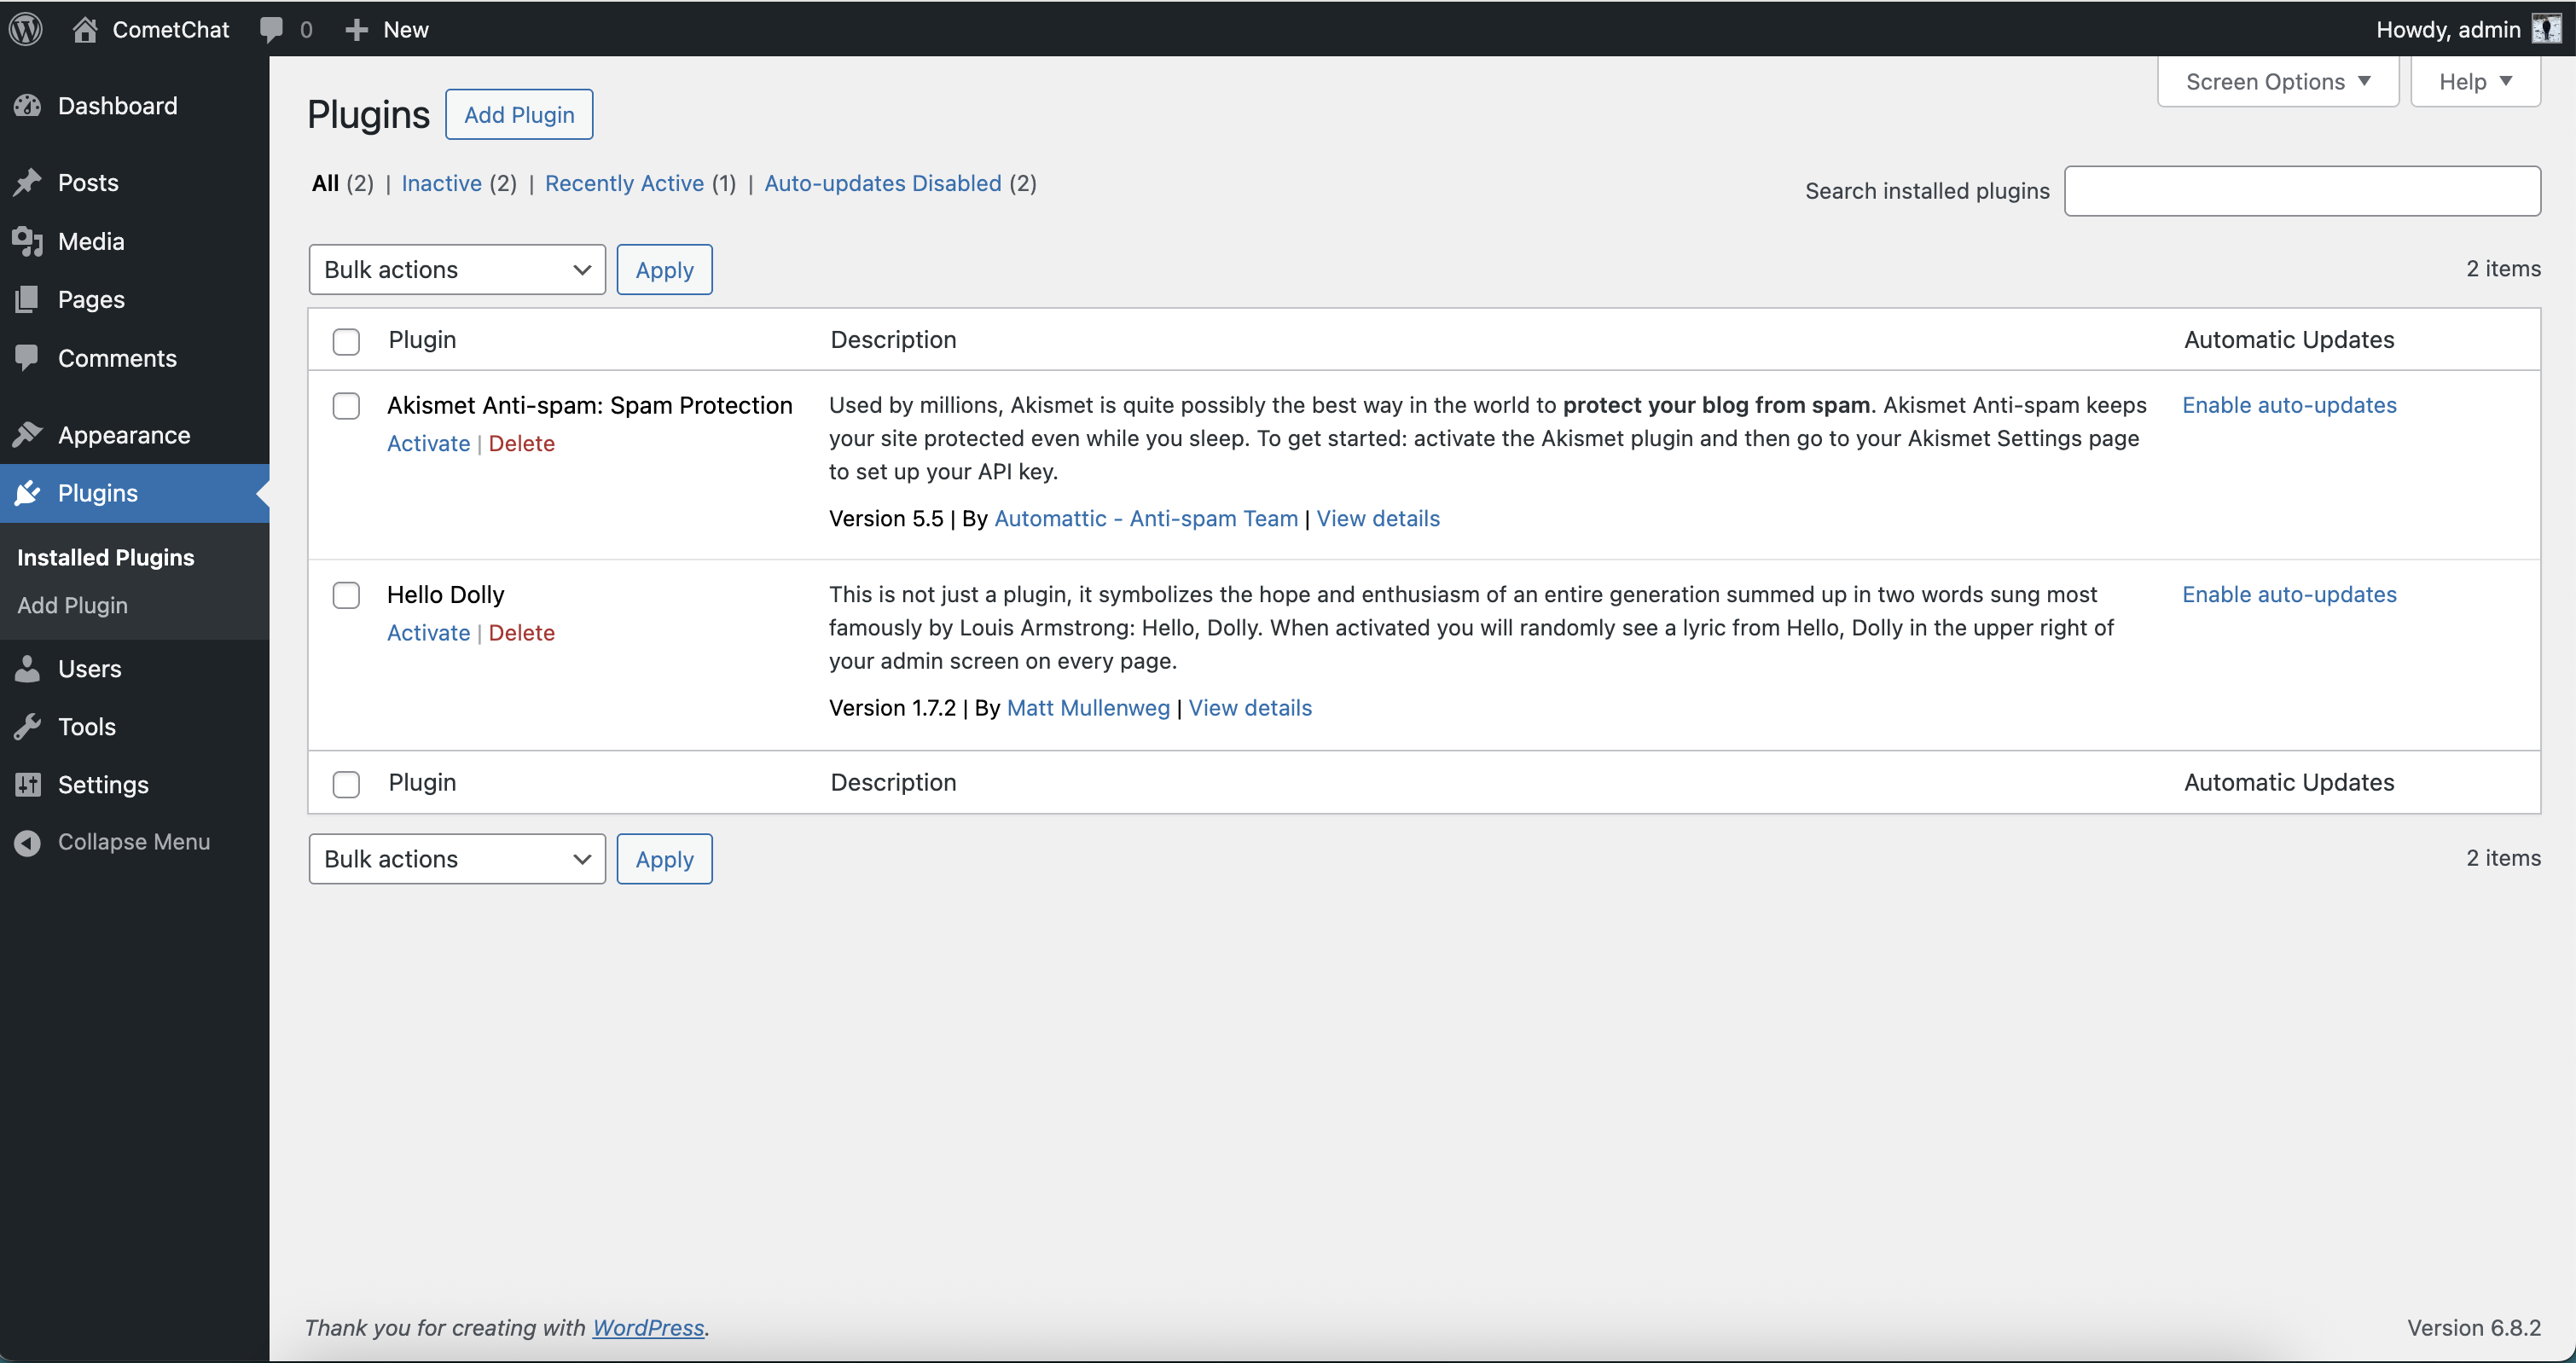 CometChat 0 New Howdy, admin
Screen Options Help
Dashboard
Posts
Media
Pages
Comments
Appearance
Plugins
Installed Plugins
Add Plugin
Users
Tools
Settings
Collapse Menu
Plugins Add Plugin
All (2) | Inactive (2) | Recently Active (1) | Auto-updates Disabled (2)
Search installed plugins
Bulk actions Apply
2 items
Plugin Description Automatic Updates
Akismet Anti-spam: Spam Protection
Activate | Delete
Used by millions, Akismet is quite possibly the best way in the world to protect your blog from spam. Akismet Anti-spam keeps
your site protected even while you sleep. To get started: activate the Akismet plugin and then go to your Akismet Settings page
to set up your API key.
Version 5.5 | By Automattic - Anti-spam Team | View details
Enable auto-updates
Hello Dolly
Activate | Delete
This is not just a plugin, it symbolizes the hope and enthusiasm of an entire generation summed up in two words sung most
famously by Louis Armstrong: Hello, Dolly. When activated you will randomly see a lyric from Hello, Dolly in the upper right of
your admin screen on every page.
Version 1.7.2 | By Matt Mullenweg | View details
Enable auto-updates
Plugin Description Automatic Updates
Bulk actions Apply
2 items
Thank you for creating with WordPress.
Version 6.8.2